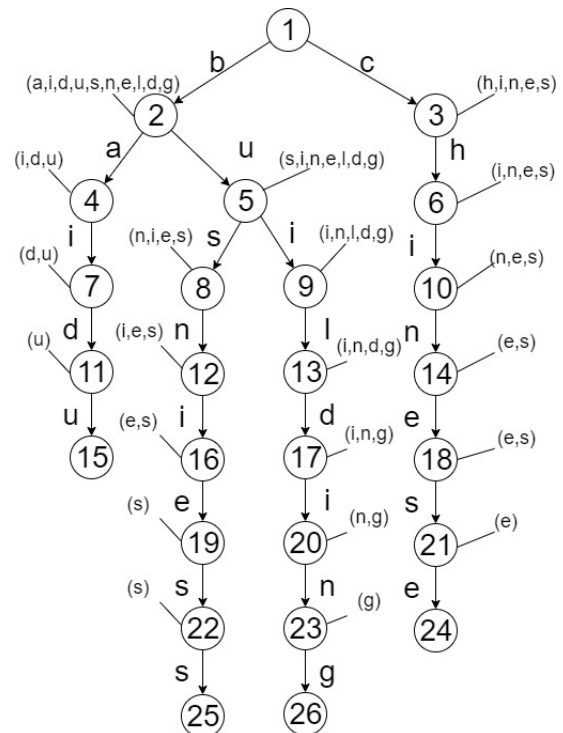 1
b c
(a,i,d,u,s,n,e,l,d,g) 2 3 (h,i,n,e,s)
a u h
(i,d,u) 4 5 (s,i,n,e,l,d,g) 6 (i,n,e,s)
i s i i
(d,u) 7 (n,i,e,s) 8 9 (i,n,l,d,g) 10 (n,e,s)
d n l n
(u) 11 (i,e,s) 12 13 (i,n,d,g) 14 (e,s)
u i d e
15 (e,s) 16 17 (i,n,g) 18 (e,s)
e i s
(s) 19 20 (n,g) 21 (e)
s n e
(s) 22 23 (g) 24
s g
25 26